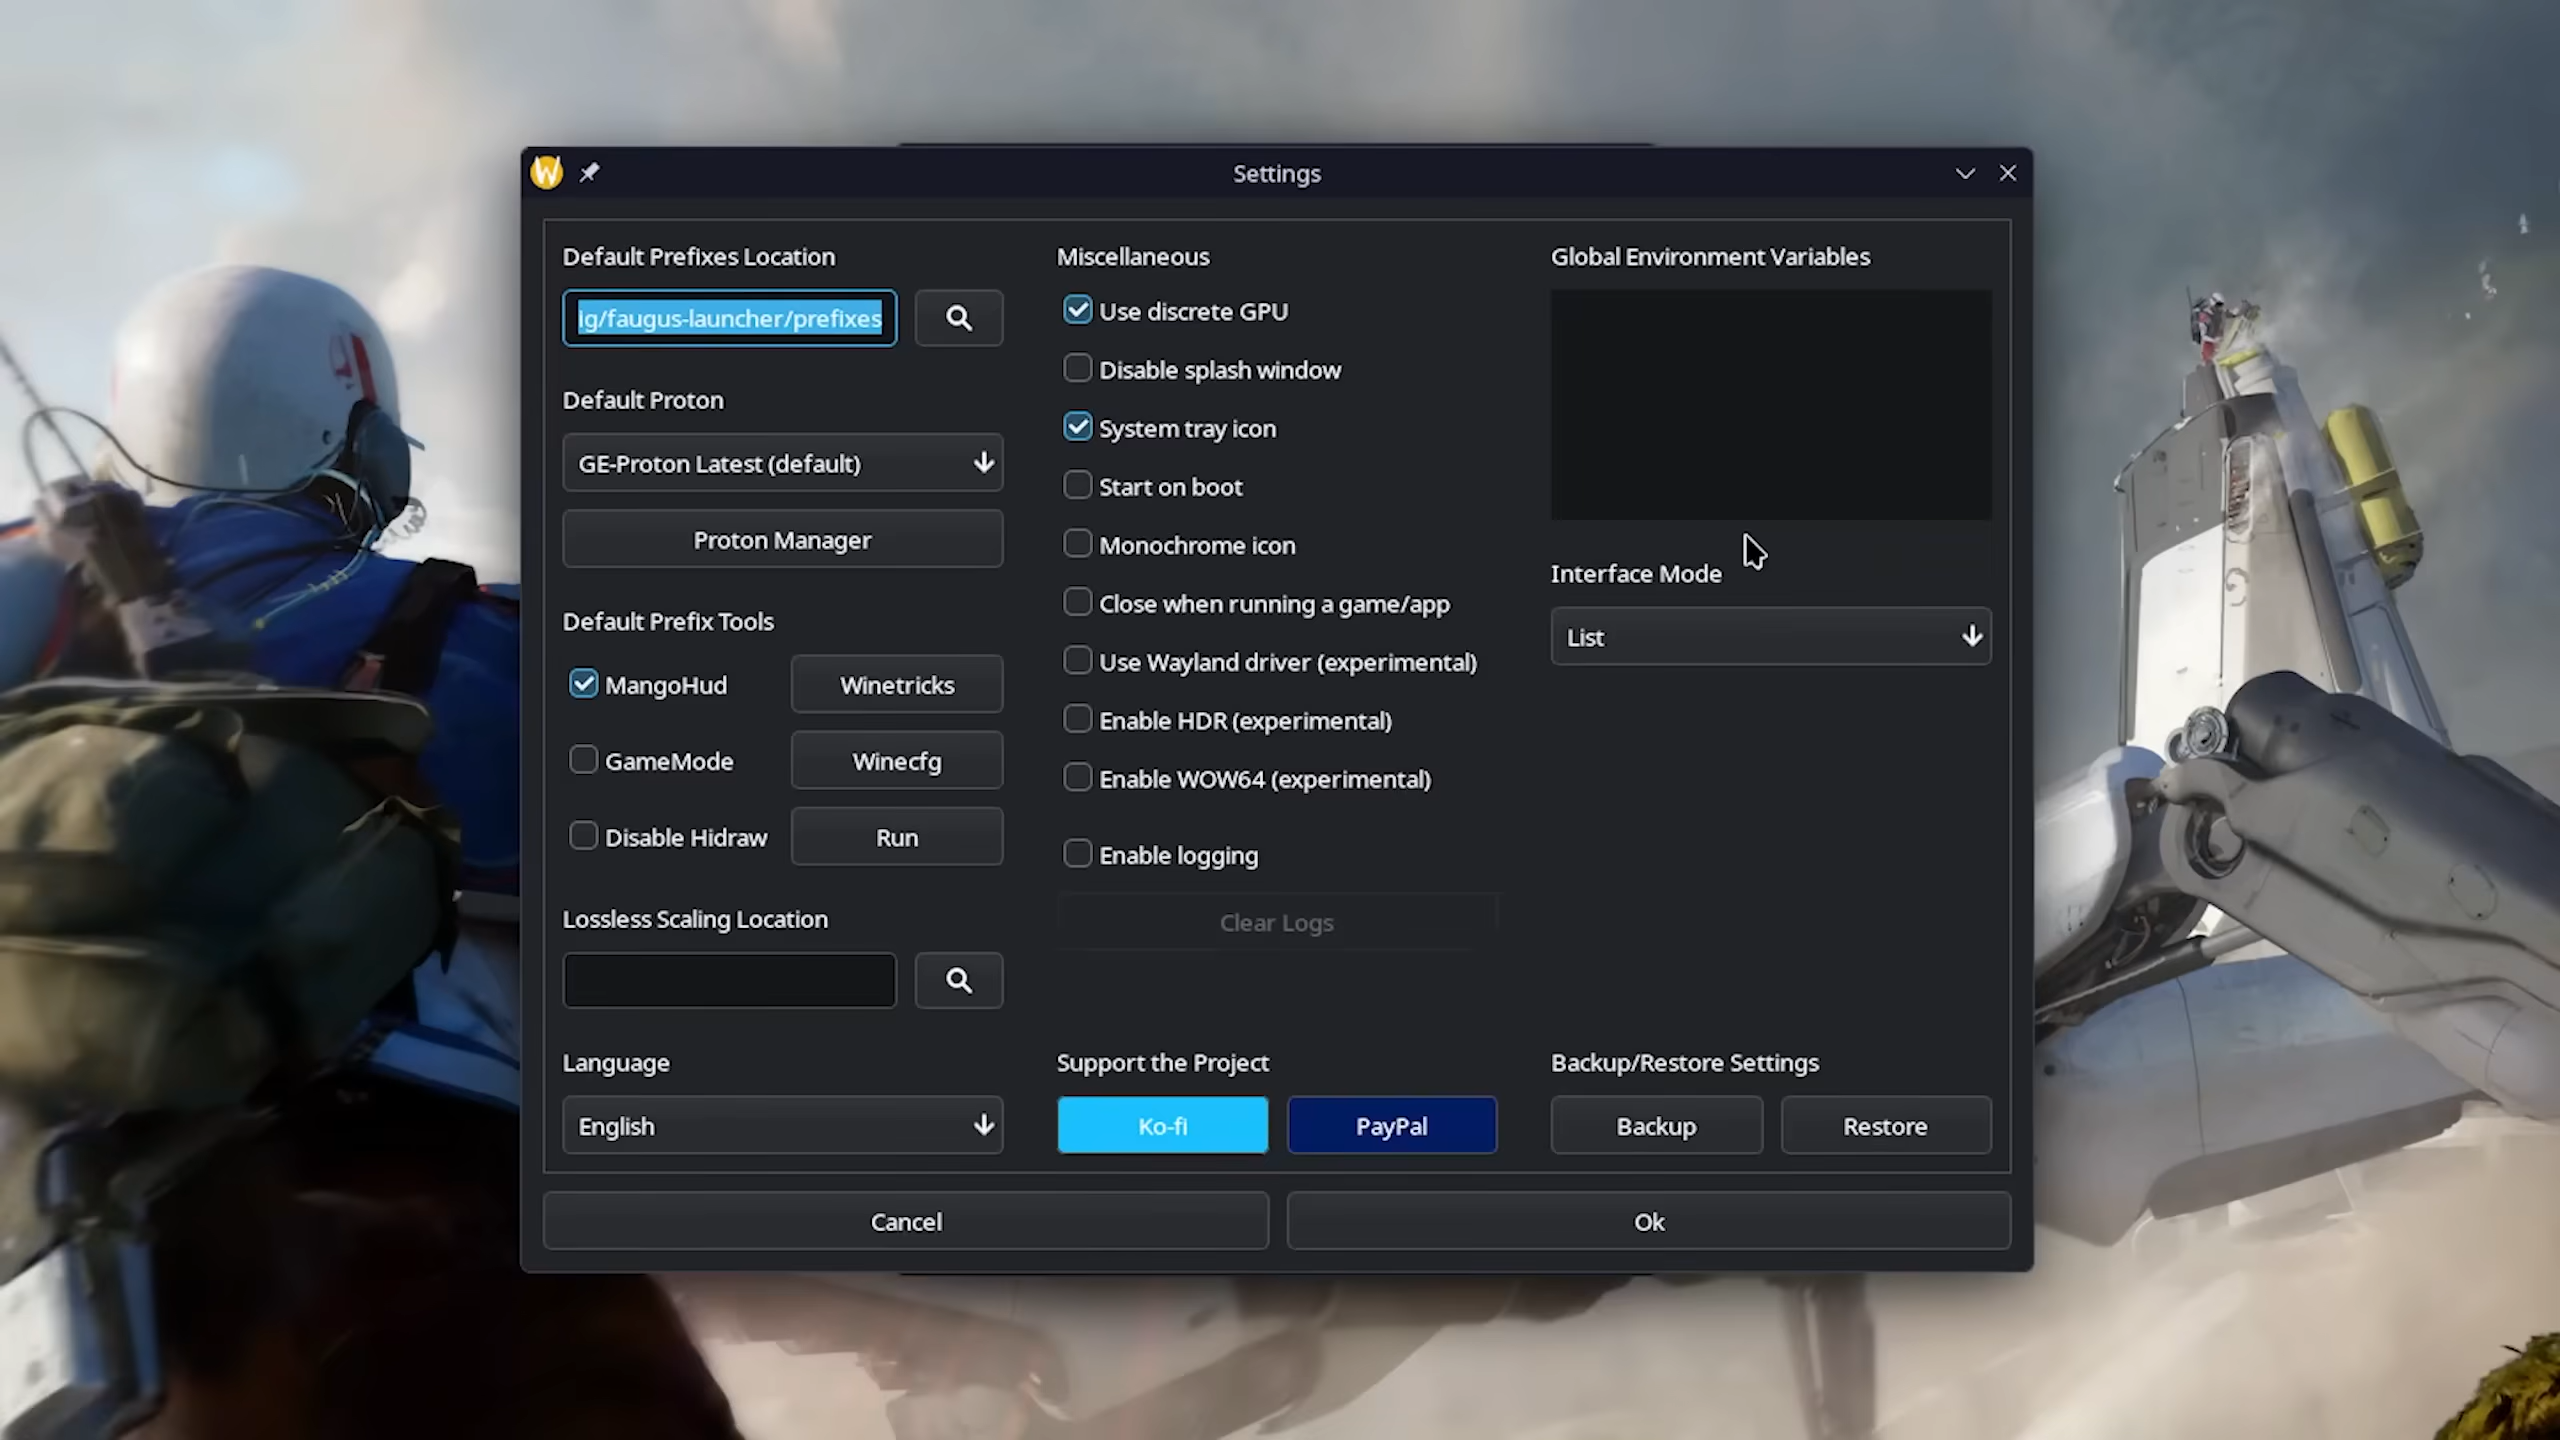 Settings
Default Prefixes Location
ig/faugus-launcher/prefixes
Default Proton
GE-Proton Latest (default)
Proton Manager
Default Prefix Tools
MangoHud
Winetricks
GameMode
Winecfg
Disable Hidraw
Run
Lossless Scaling Location
Language
English
Miscellaneous
Use discrete GPU
Disable splash window
System tray icon
Start on boot
Monochrome icon
Close when running a game/app
Use Wayland driver (experimental)
Enable HDR (experimental)
Enable WOW64 (experimental)
Enable logging
Clear Logs
Support the Project
Ko-fi
PayPal
Global Environment Variables
Interface Mode
List
Backup/Restore Settings
Backup
Restore
Cancel
Ok